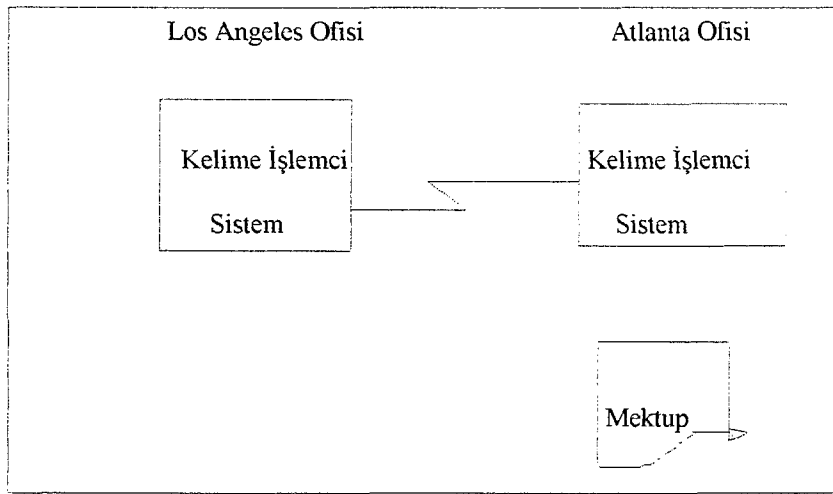 Los Angeles Ofisi
Atlanta Ofisi
Kelime İşlemci
Sistem
Kelime İşlemci
Sistem
Mektup